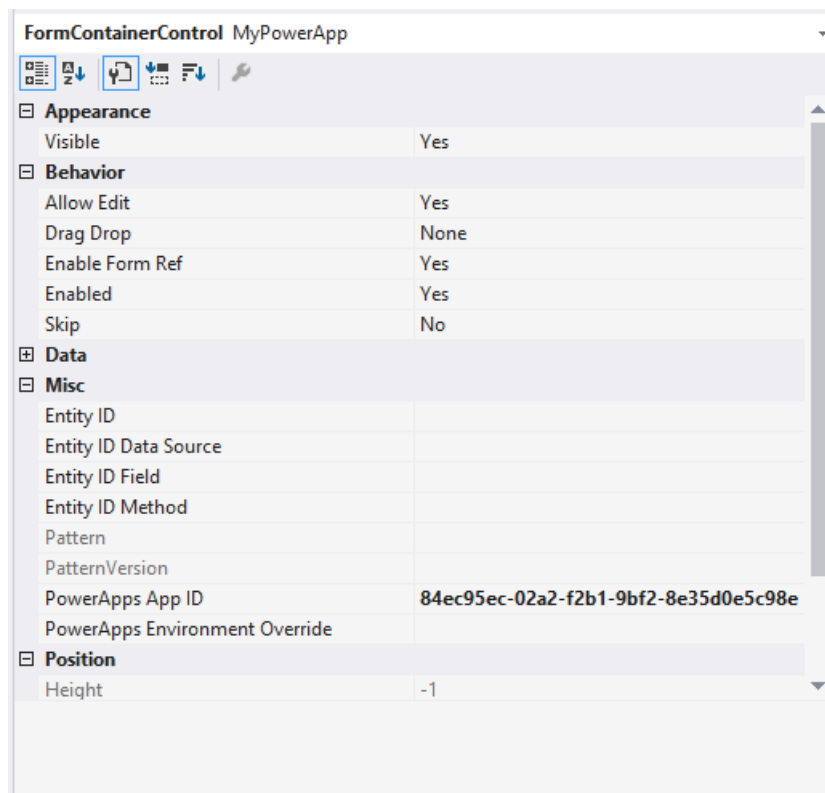 FormContainerControl MyPowerApp
Appearance
Visible Yes
Behavior
Allow Edit Yes
Drag Drop None
Enable Form Ref Yes
Enabled Yes
Skip No
Data
Misc
Entity ID
Entity ID Data Source
Entity ID Field
Entity ID Method
Pattern
PatternVersion
PowerApps App ID 84ec95ec-02a2-f2b1-9bf2-8e35d0e5c98e
PowerApps Environment Override
Position
Height -1